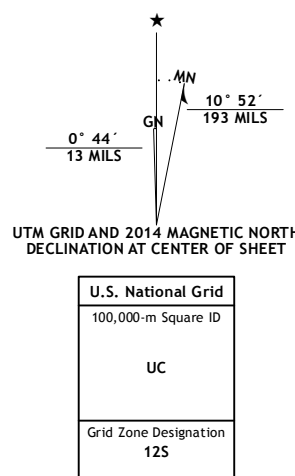 ★
MN
GN
0° 44´
13 MILS
10° 52´
193 MILS
UTM GRID AND 2014 MAGNETIC NORTH
DECLINATION AT CENTER OF SHEET
U.S. National Grid
100,000-m Square ID
UC
Grid Zone Designation
12S